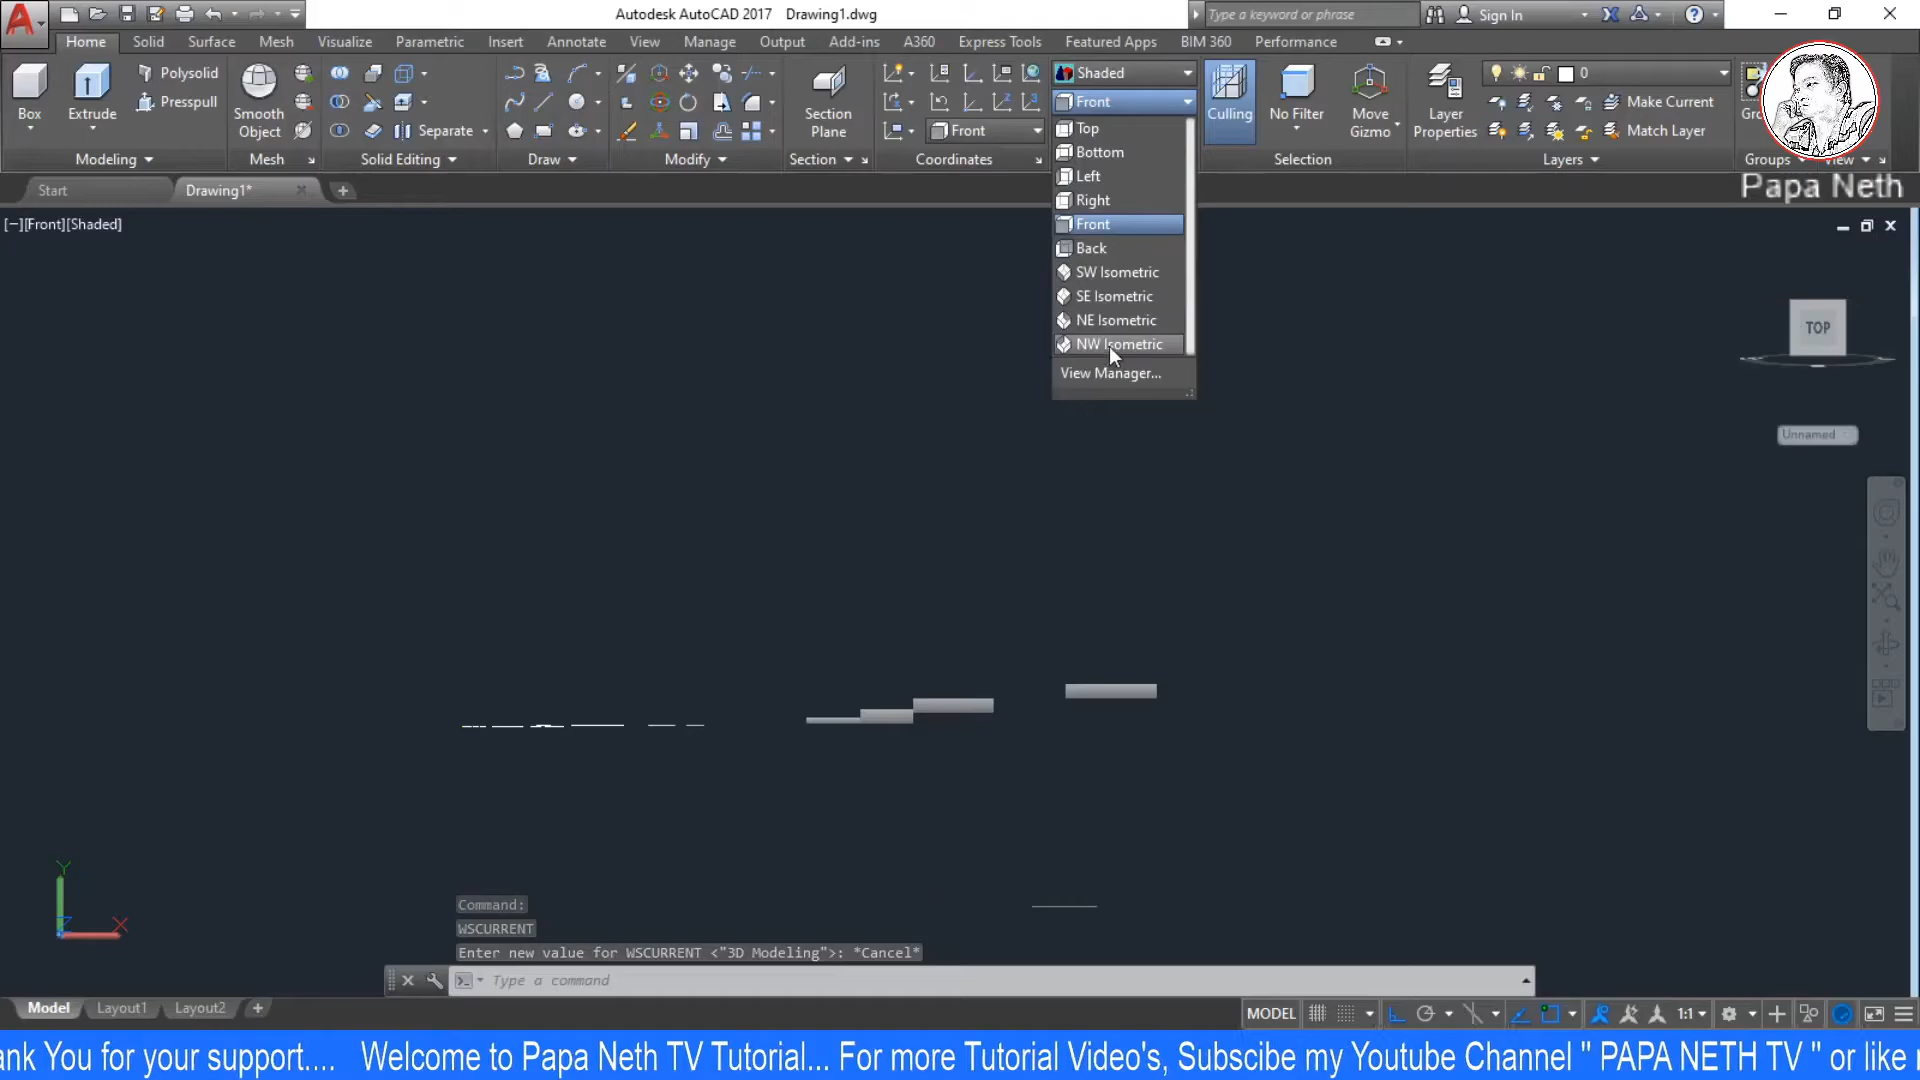 Autodesk AutoCAD 2017 Drawing1.dwg
Type a keyword or phrase
Sign In
Home Solid Surface Mesh Visualize Parametric Insert Annotate View Manage Output Add-ins A360 Express Tools Featured Apps BIM 360 Performance
Box
Extrude
Polysolid
Presspull
Smooth Object
Separate
Section Plane
Front
Shaded
Front
Culling
No Filter
Move Gizmo
Layer Properties
0
Make Current
Match Layer
Modeling
Mesh
Solid Editing
Draw
Modify
Section
Coordinates
Selection
Layers
Groups
View
Start
Drawing1*
Papa Neth
[−][Front][Shaded]
Top
Bottom
Left
Right
Front
Back
SW Isometric
SE Isometric
NE Isometric
NW Isometric
View Manager...
TOP
Unnamed
Y
X
Z
Command:
WSCURRENT
Enter new value for WSCURRENT <"3D Modeling">: *Cancel*
Type a command
Model Layout1 Layout2
MODEL
1:1
ank You for your support.... Welcome to Papa Neth TV Tutorial... For more Tutorial Video's, Subscibe my Youtube Channel " PAPA NETH TV " or like